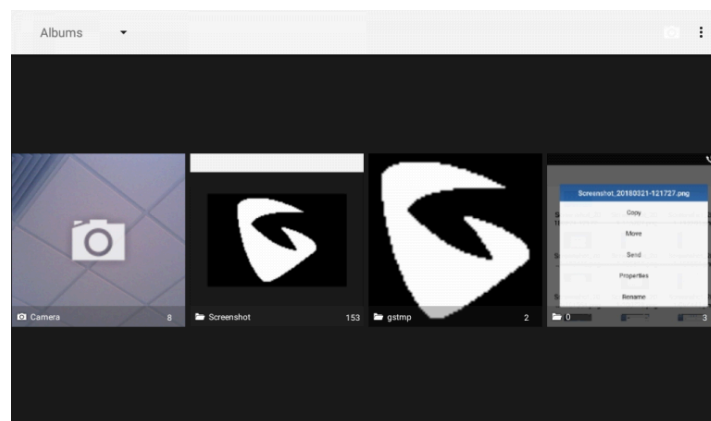 Albums
Camera 8
Screenshot 153
gstmp 2
0 3
Screenshot_20180321-121727.png
Copy
Move
Send
Properties
Rename